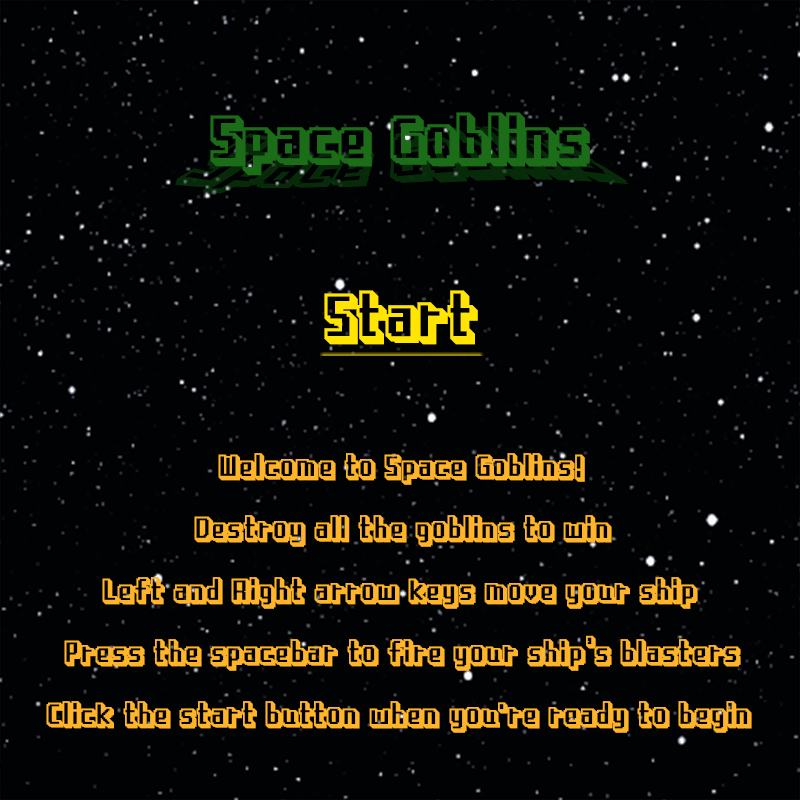 Space Goblins
Start
Welcome to Space Goblins!
Destroy all the goblins to win
Left and Right arrow keys move your ship
Press the spacebar to fire your ship's blasters
Click the start button when you're ready to begin